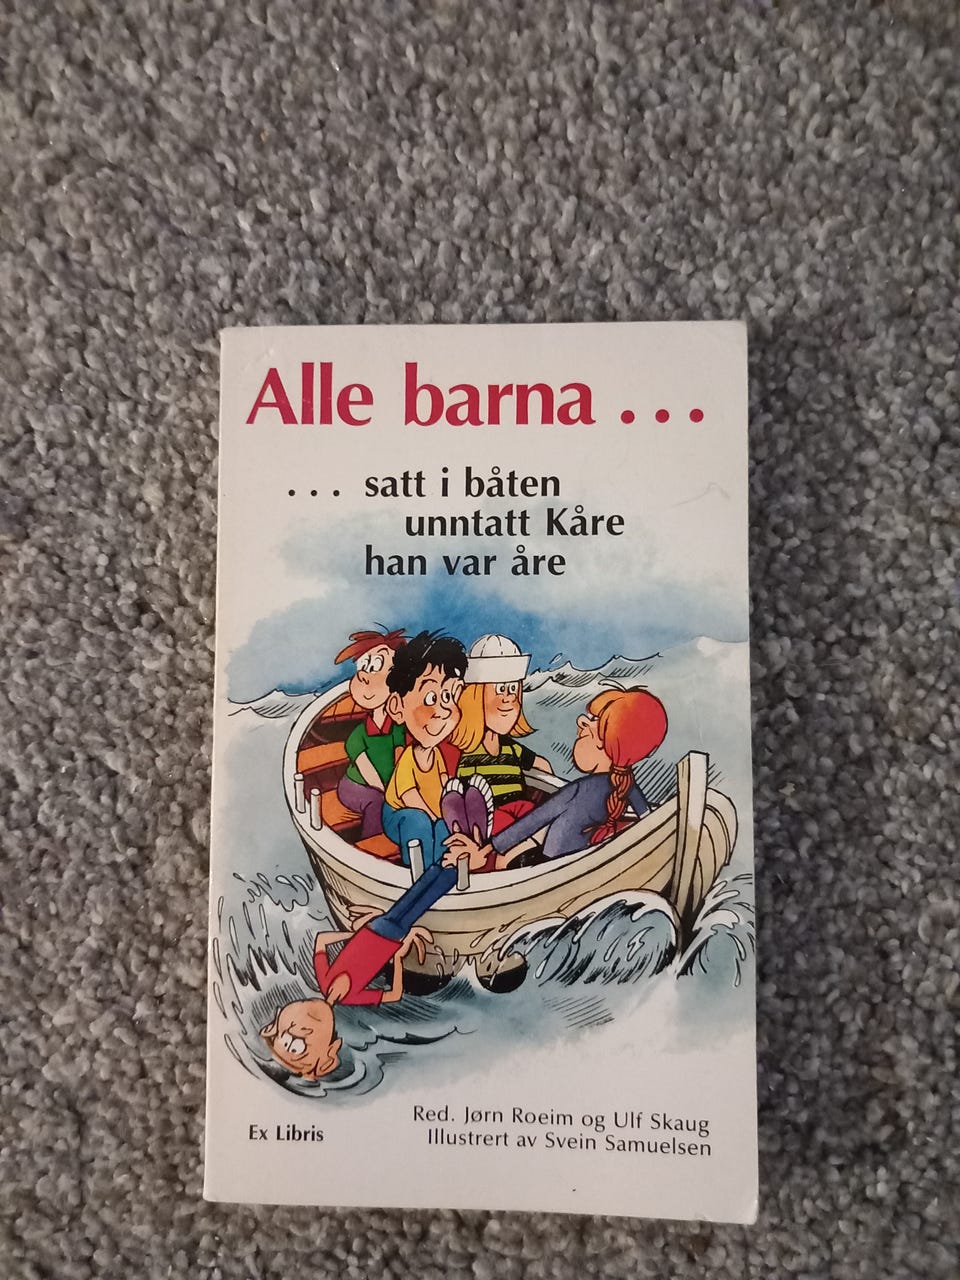 Alle barna . . .
. . . satt i båten
unntatt Kåre
han var åre
Red. Jørn Roeim og Ulf Skaug
Illustrert av Svein Samuelsen
Ex Libris